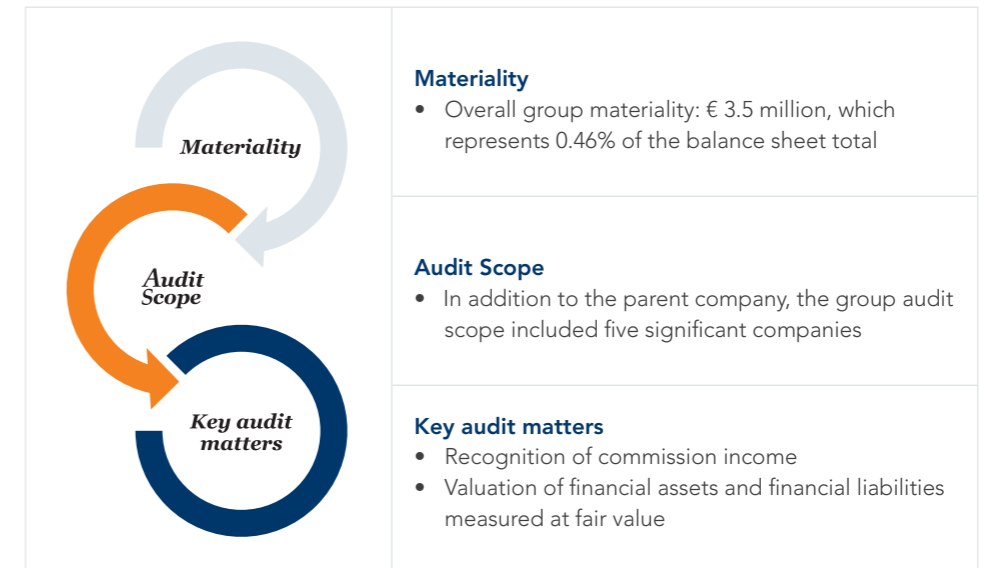 Materiality
Materiality
• Overall group materiality: € 3.5 million, which
represents 0.46% of the balance sheet total
Audit
Scope
Audit Scope
• In addition to the parent company, the group audit
scope included five significant companies
Key audit
matters
Key audit matters
• Recognition of commission income
• Valuation of financial assets and financial liabilities
measured at fair value